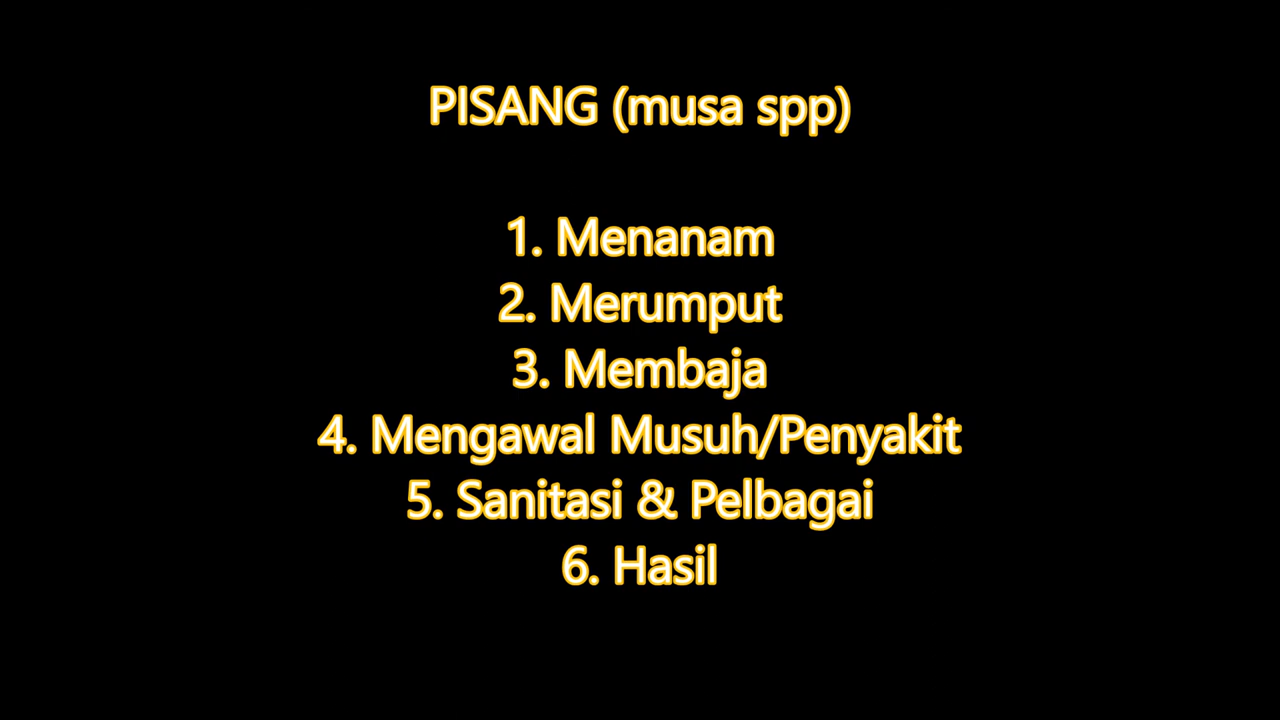 PISANG (musa spp)
1. Menanam
2. Merumput
3. Membaja
4. Mengawal Musuh/Penyakit
5. Sanitasi & Pelbagai
6. Hasil